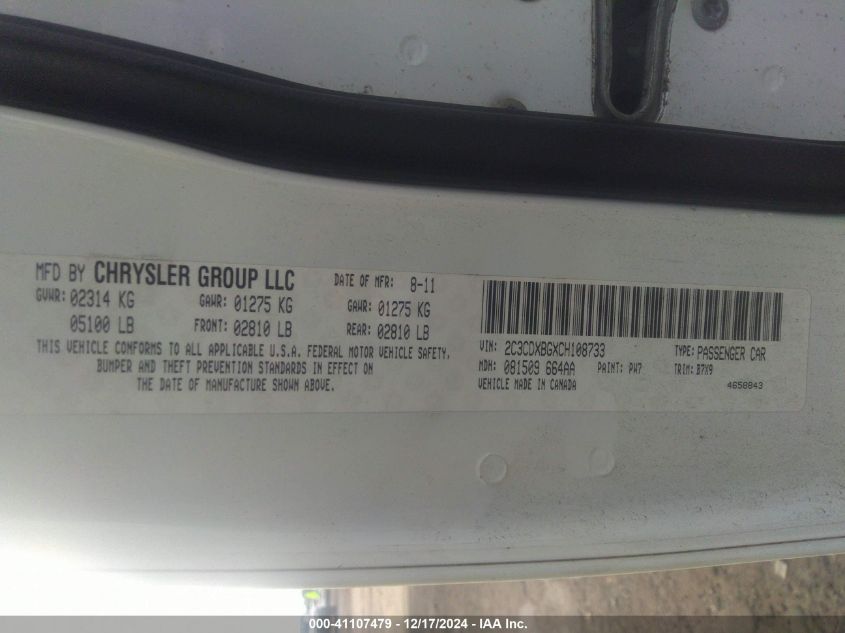 MFD BY CHRYSLER GROUP LLC DATE OF MFR: 8-11
GVWR: 02314 KG GAWR: 01275 KG GAWR: 01275 KG
05100 LB FRONT: 02810 LB REAR: 02810 LB
THIS VEHICLE CONFORMS TO ALL APPLICABLE U.S.A. FEDERAL MOTOR VEHICLE SAFETY,
BUMPER AND THEFT PREVENTION STANDARDS IN EFFECT ON
THE DATE OF MANUFACTURE SHOWN ABOVE.
VIN: 2C3CDXBGXCH108733 TYPE: PASSENGER CAR
MDH: 081509 664AA PAINT: PW7 TRIM: B7X9
VEHICLE MADE IN CANADA 4658843
000-41107479 - 12/17/2024 - IAA Inc.